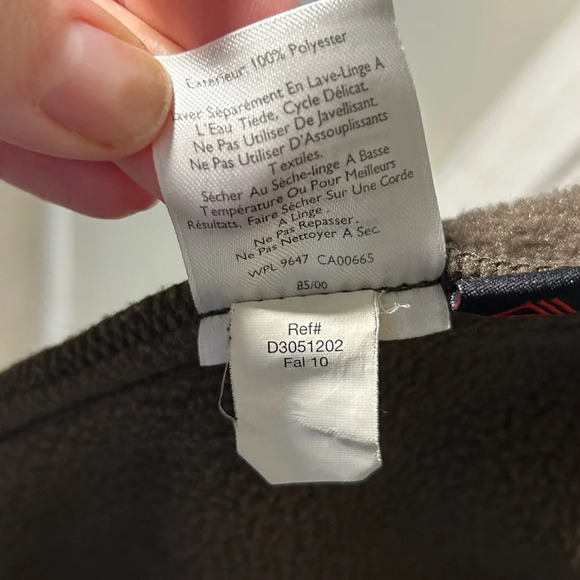 Extérieur 100% Polyester
Laver Séparément En Lave-Linge A
L'Eau Tiede, Cycle Délicat.
Ne Pas Utiliser De Javellisant.
Ne Pas Utiliser D'Assouplissants
Textiles.
Sécher Au Sèche-linge A Basse
Température Ou Pour Meilleurs
Résultats, Faire Sécher Sur Une Corde
A Linge.
Ne Pas Repasser.
Ne Pas Nettoyer A Sec.
WPL 9647 CA00665
85/00
Ref#
D3051202
Fal 10